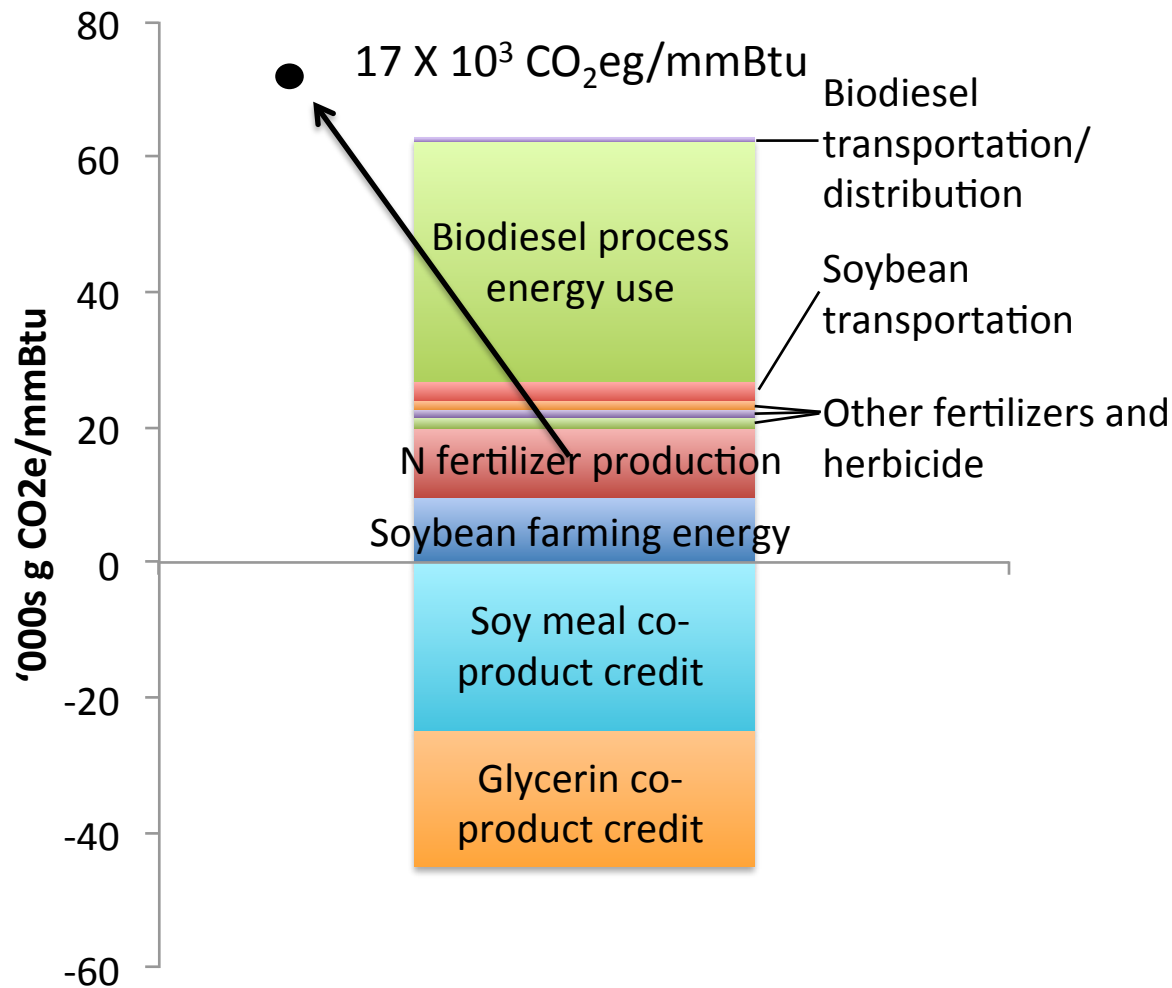 80
60
40
20
0
-20
-40
-60
‘000s g CO2e/mmBtu
17 X 10³ CO₂eg/mmBtu
Biodiesel
transportation/
distribution
Biodiesel process
energy use
Soybean
transportation
Other fertilizers and
herbicide
N fertilizer production
Soybean farming energy
Soy meal co-
product credit
Glycerin co-
product credit